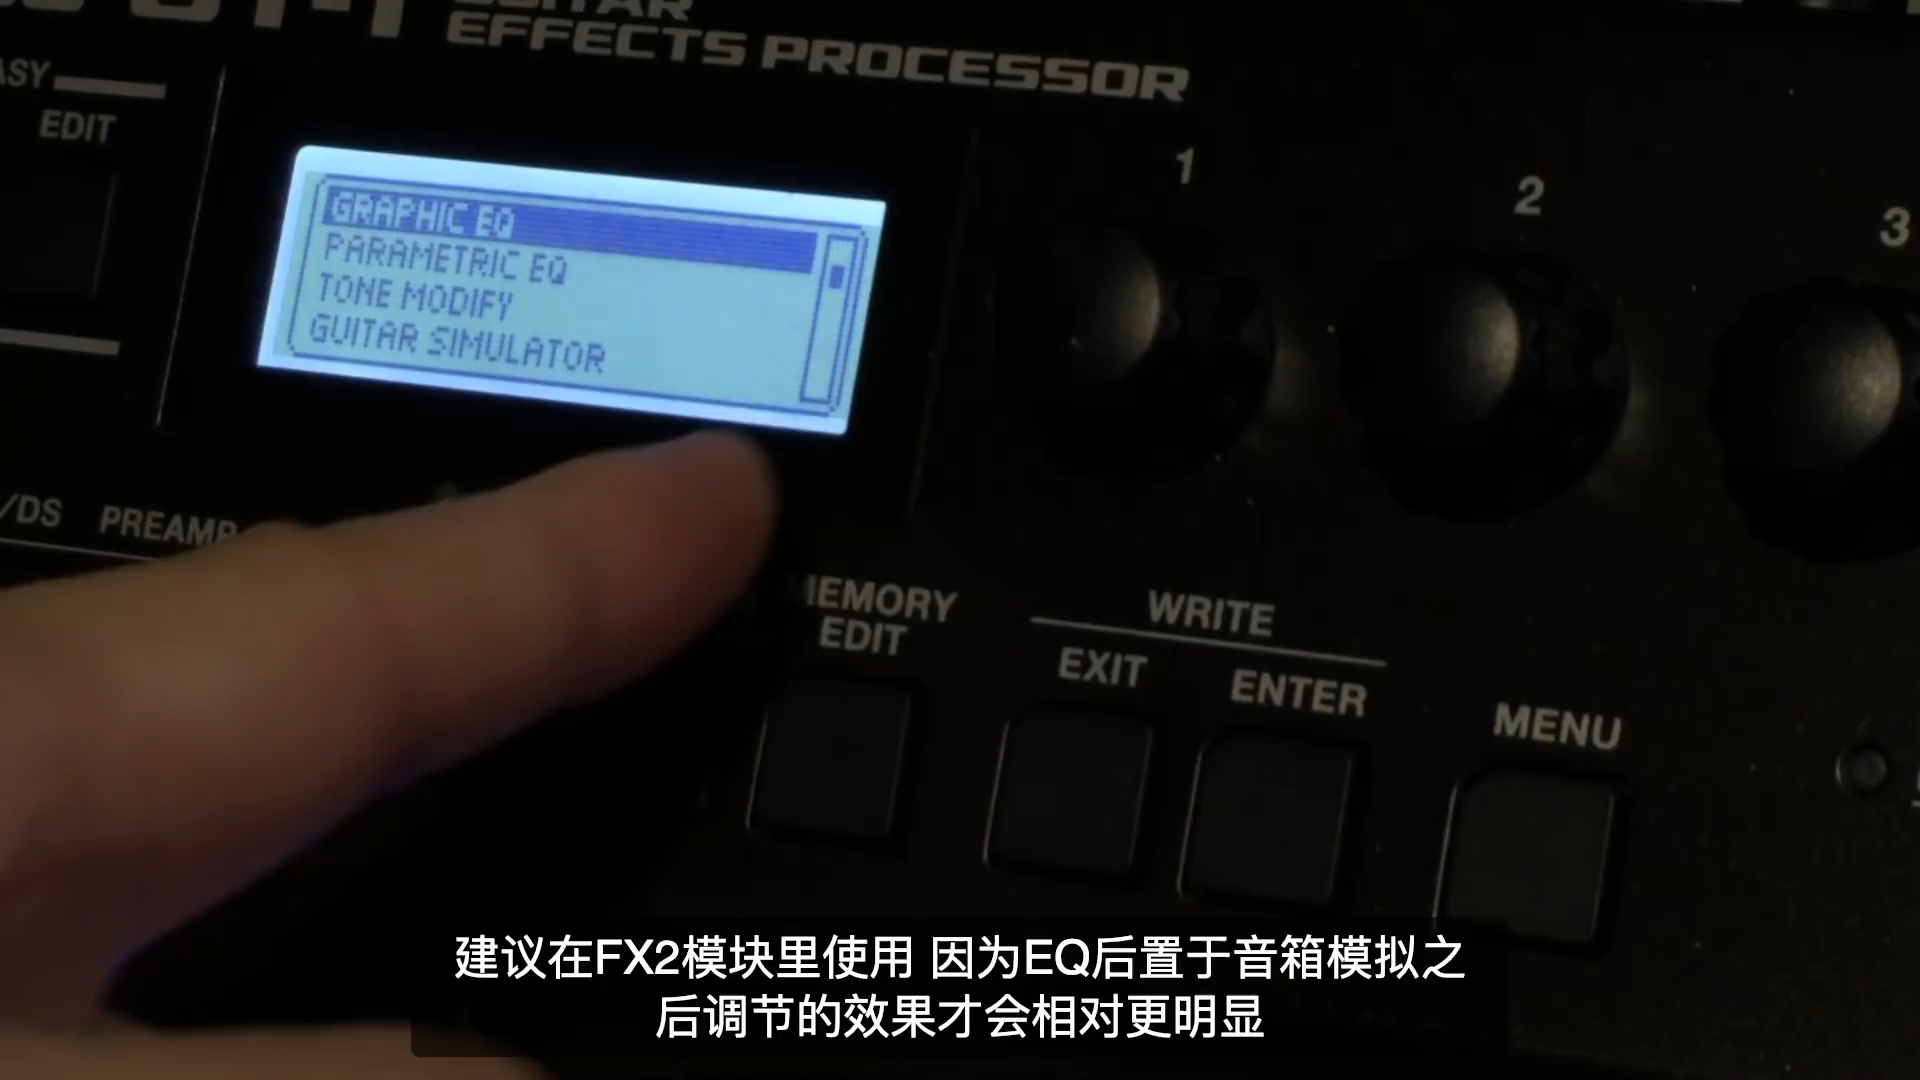 GUITAR
EFFECTS PROCESSOR
EDIT
1
2
3
GRAPHIC EQ
PARAMETRIC EQ
TONE MODIFY
GUITAR SIMULATOR
/DS
PREAMP
MEMORY
EDIT
WRITE
EXIT
ENTER
MENU
建议在FX2模块里使用 因为EQ后置于音箱模拟之
后调节的效果才会相对更明显